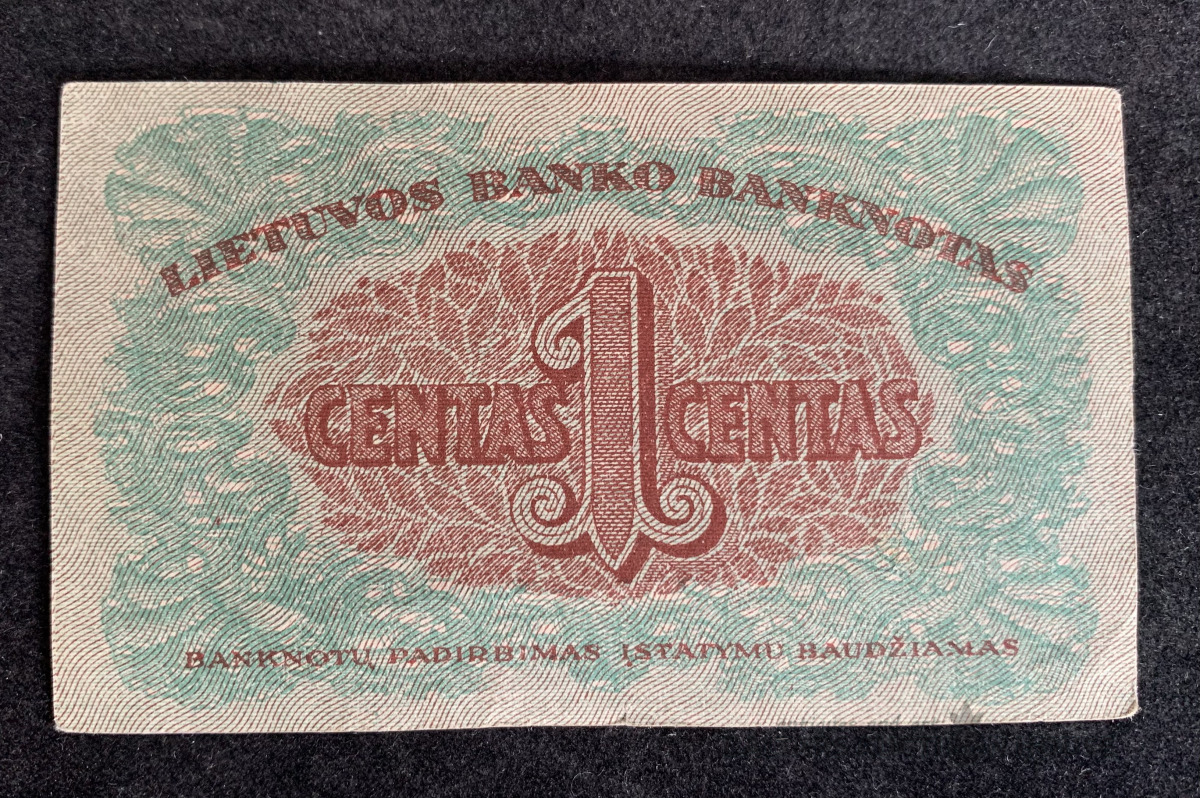 LIETUVOS BANKO BANKNOTAS
CENTAS 1 CENTAS
BANKNOTŲ PADIRBIMAS ĮSTATYMU BAUDŽIAMAS